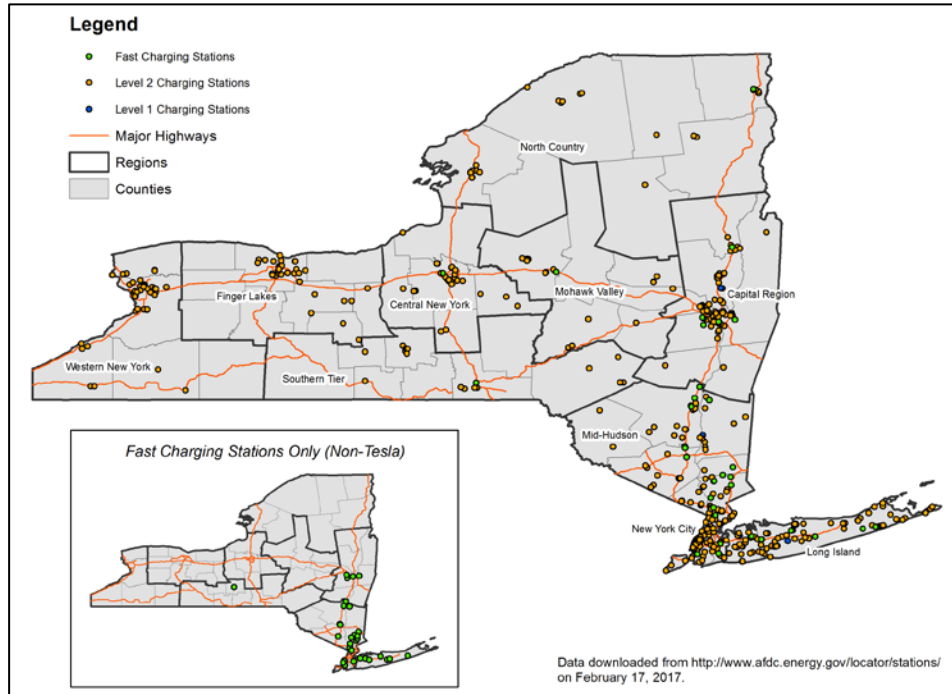 Legend
Fast Charging Stations
Level 2 Charging Stations
Level 1 Charging Stations
Major Highways
Regions
Counties
North Country
Finger Lakes
Central New York
Mohawk Valley
Capital Region
Western New York
Southern Tier
Mid-Hudson
New York City
Long Island
Fast Charging Stations Only (Non-Tesla)
Data downloaded from http://www.afdc.energy.gov/locator/stations/
on February 17, 2017.